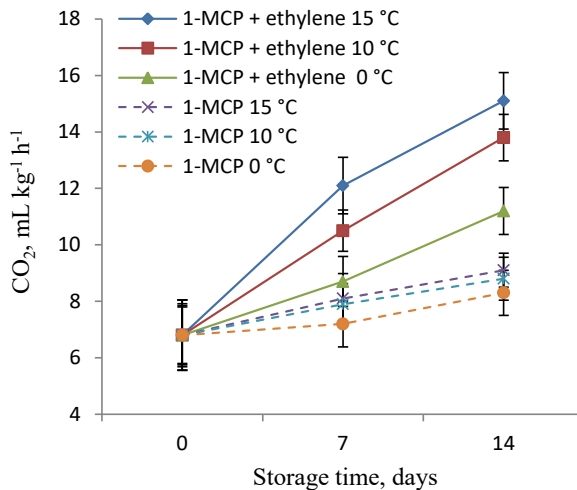 18
16
14
12
10
8
6
4
CO₂, mL kg⁻¹ h⁻¹
1-MCP + ethylene 15 °C
1-MCP + ethylene 10 °C
1-MCP + ethylene 0 °C
1-MCP 15 °C
1-MCP 10 °C
1-MCP 0 °C
0 7 14
Storage time, days